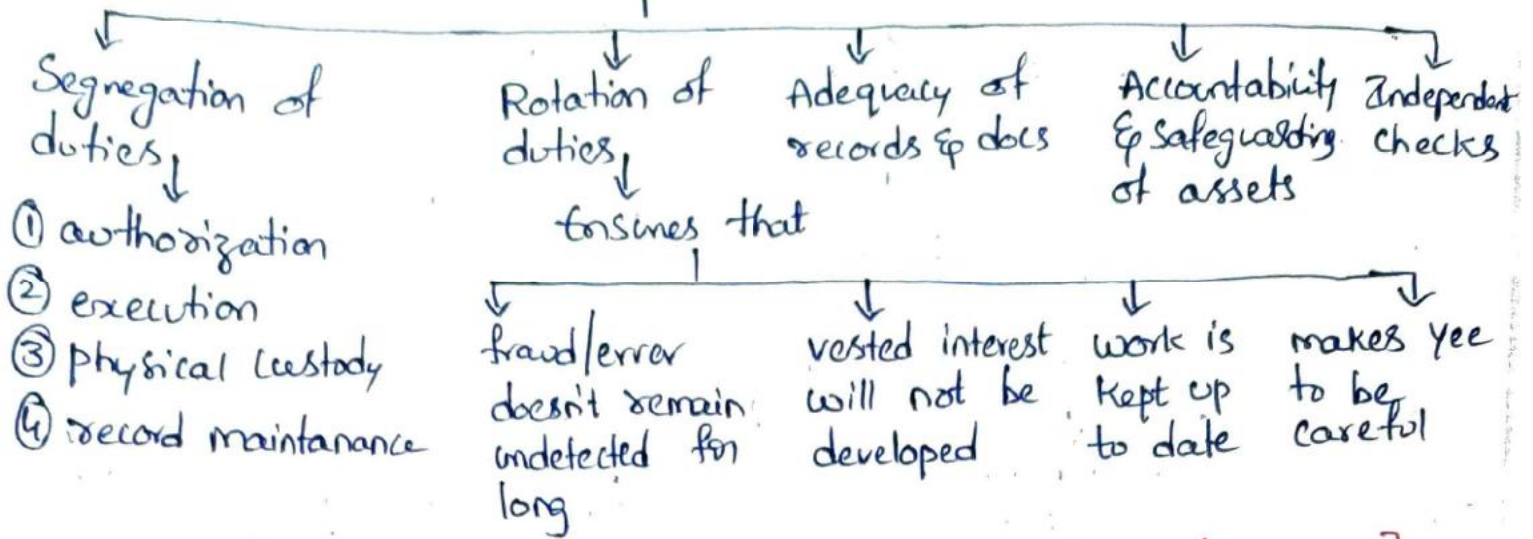 Segregation of
duties
① authorization
② execution
③ physical custody
④ record maintanance
Rotation of
duties
Ensures that
fraud/error
doesn't remain
undetected for
long
vested interest
will not be
developed
work is
kept up
to date
makes yee
to be
careful
Adequacy of
records & docs
Accountability
& safeguarding
of assets
Independent
checks